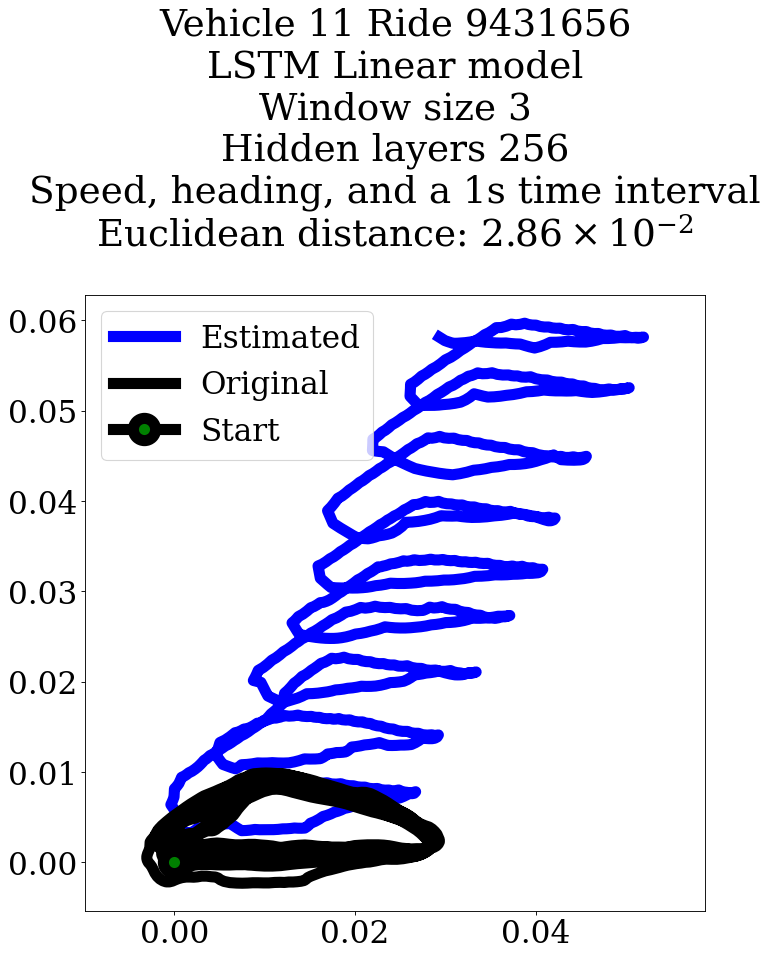 Vehicle 11 Ride 9431656
LSTM Linear model
Window size 3
Hidden layers 256
Speed, heading, and a 1s time interval
Euclidean distance: 2.86 × 10⁻²
Estimated
Original
Start
0.06
0.05
0.04
0.03
0.02
0.01
0.00
0.00 0.02 0.04